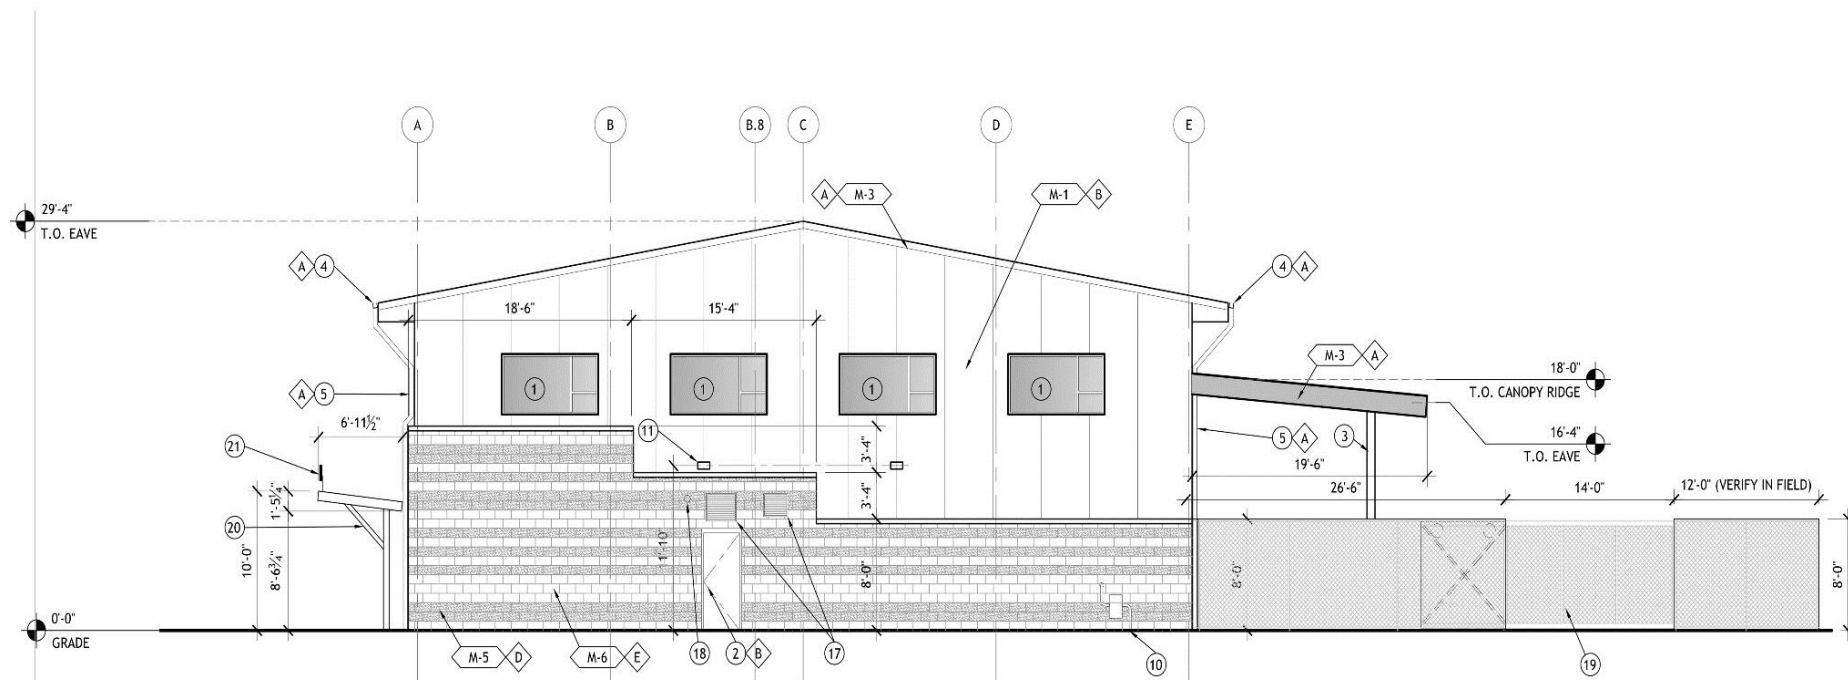 A
B
B.8
C
D
E
A M-3
M-1 B
29'-4"
T.O. EAVE
A 4
4 A
18'-6"
15'-4"
M-3 A
18'-0"
T.O. CANOPY RIDGE
A 5
1
1
1
1
6'-11½"
11
21
3'-4"
5 A
3
16'-4"
T.O. EAVE
19'-6"
26'-6"
14'-0"
12'-0" (VERIFY IN FIELD)
1'-5¼"
3'-4"
20
10'-0"
8'-6¾"
8'-0"
8'-0"
8'-0"
0'-0"
GRADE
M-5 D
M-6 E
18
2 B
17
10
19